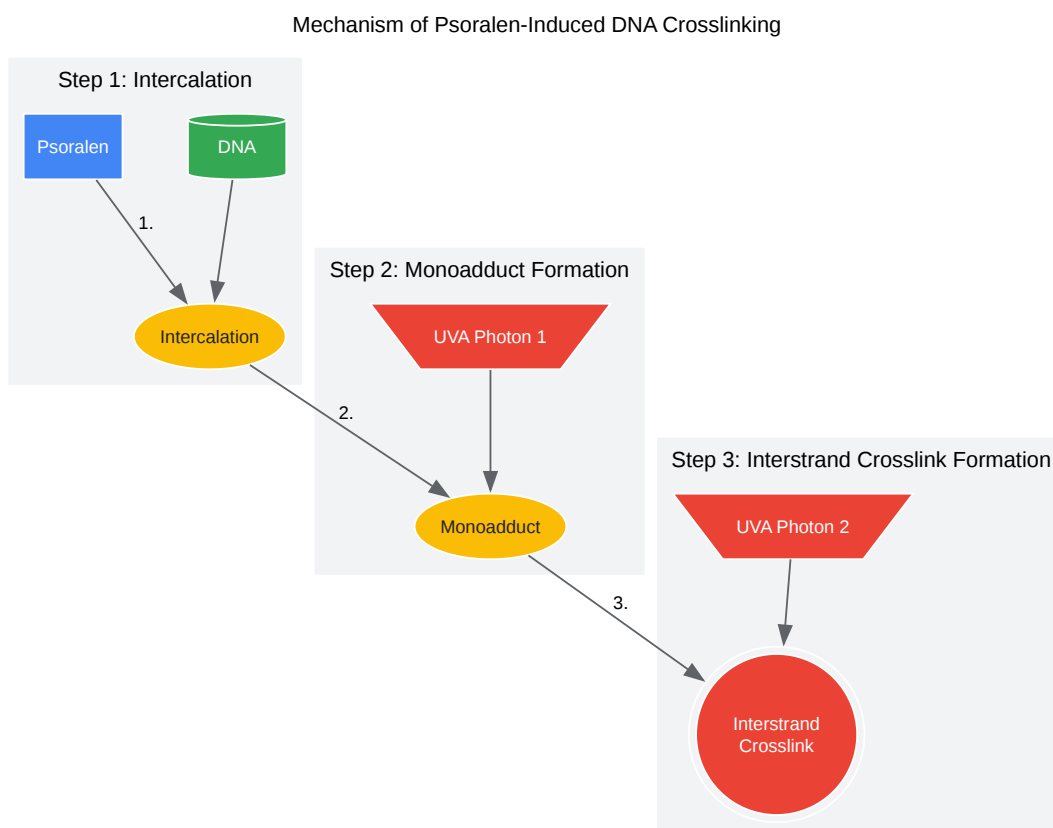 Mechanism of Psoralen-Induced DNA Crosslinking
Step 1: Intercalation
Psoralen
DNA
1.
Intercalation
Step 2: Monoadduct Formation
UVA Photon 1
2.
Monoadduct
Step 3: Interstrand Crosslink Formation
UVA Photon 2
3.
Interstrand
Crosslink